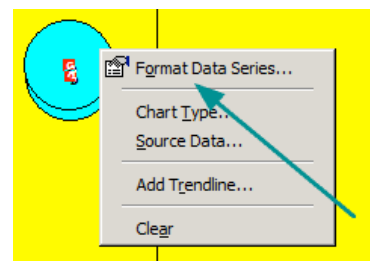 Format Data Series...
Chart Type...
Source Data...
Add Trendline...
Clear